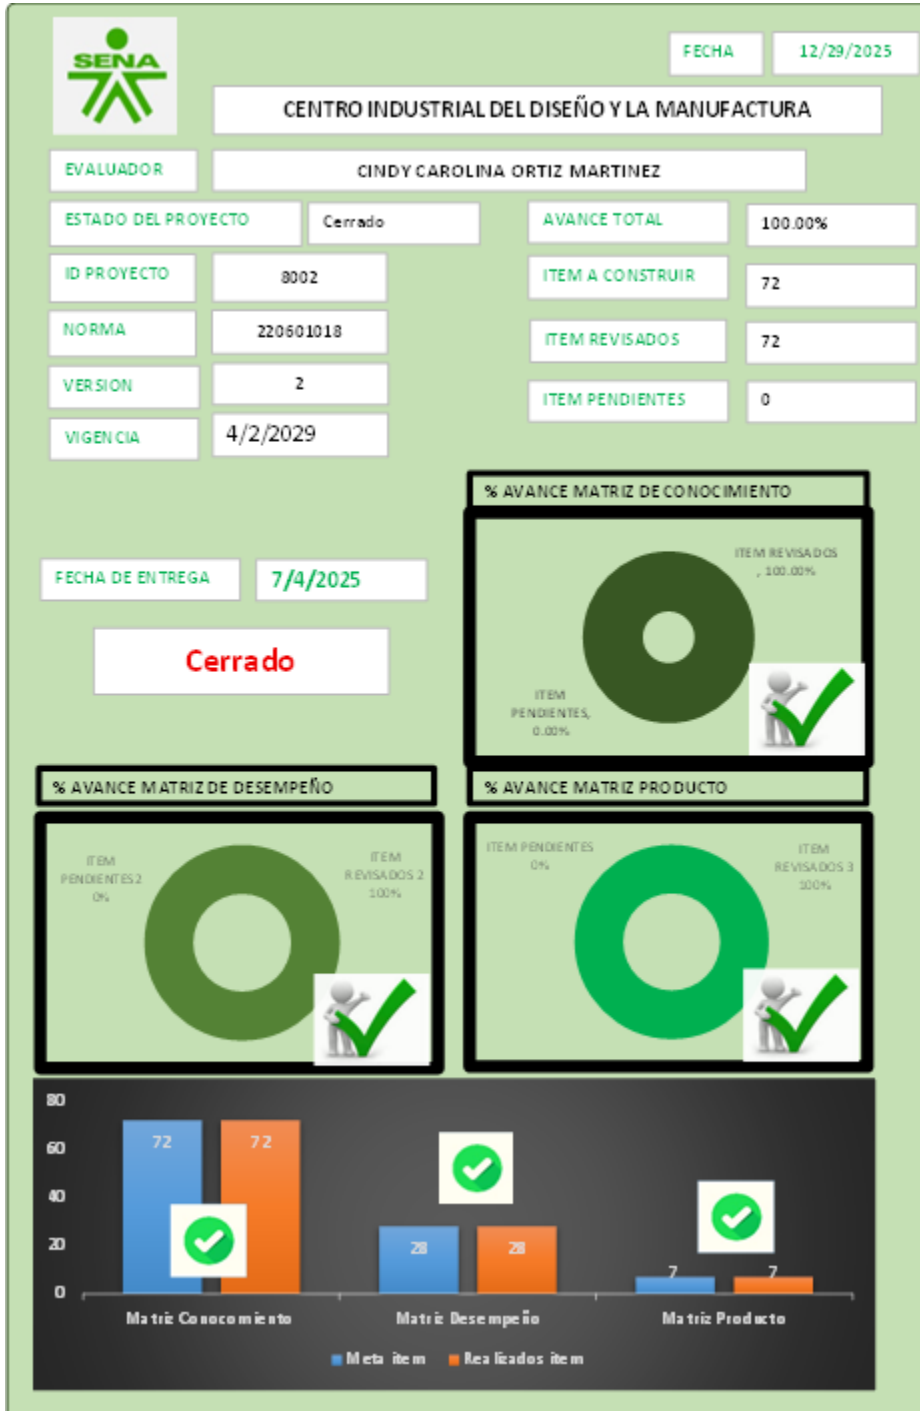 SENA
FECHA 12/29/2025
CENTRO INDUSTRIAL DEL DISEÑO Y LA MANUFACTURA
EVALUADOR CINDY CAROLINA ORTIZ MARTINEZ
ESTADO DEL PROYECTO Cerrado
AVANCE TOTAL 100.00%
ID PROYECTO 8002
ITEM A CONSTRUIR 72
NORMA 220601018
ITEM REVISADOS 72
VERSION 2
ITEM PENDIENTES 0
VIGENCIA 4/2/2029
% AVANCE MATRIZ DE CONOCIMIENTO
ITEM REVISADOS
, 100.00%
ITEM
PENDIENTES,
0.00%
FECHA DE ENTREGA 7/4/2025
Cerrado
% AVANCE MATRIZ DE DESEMPEÑO
ITEM
PENDIENTES 2
0%
ITEM
REVISADOS 2
100%
% AVANCE MATRIZ PRODUCTO
ITEM PENDIENTES
0%
ITEM
REVISADOS 3
100%
80
60
40
20
0
72 72
28 28
7 7
Matriz Conocomiento Matriz Desempeño Matriz Producto
Meta item Realizados item